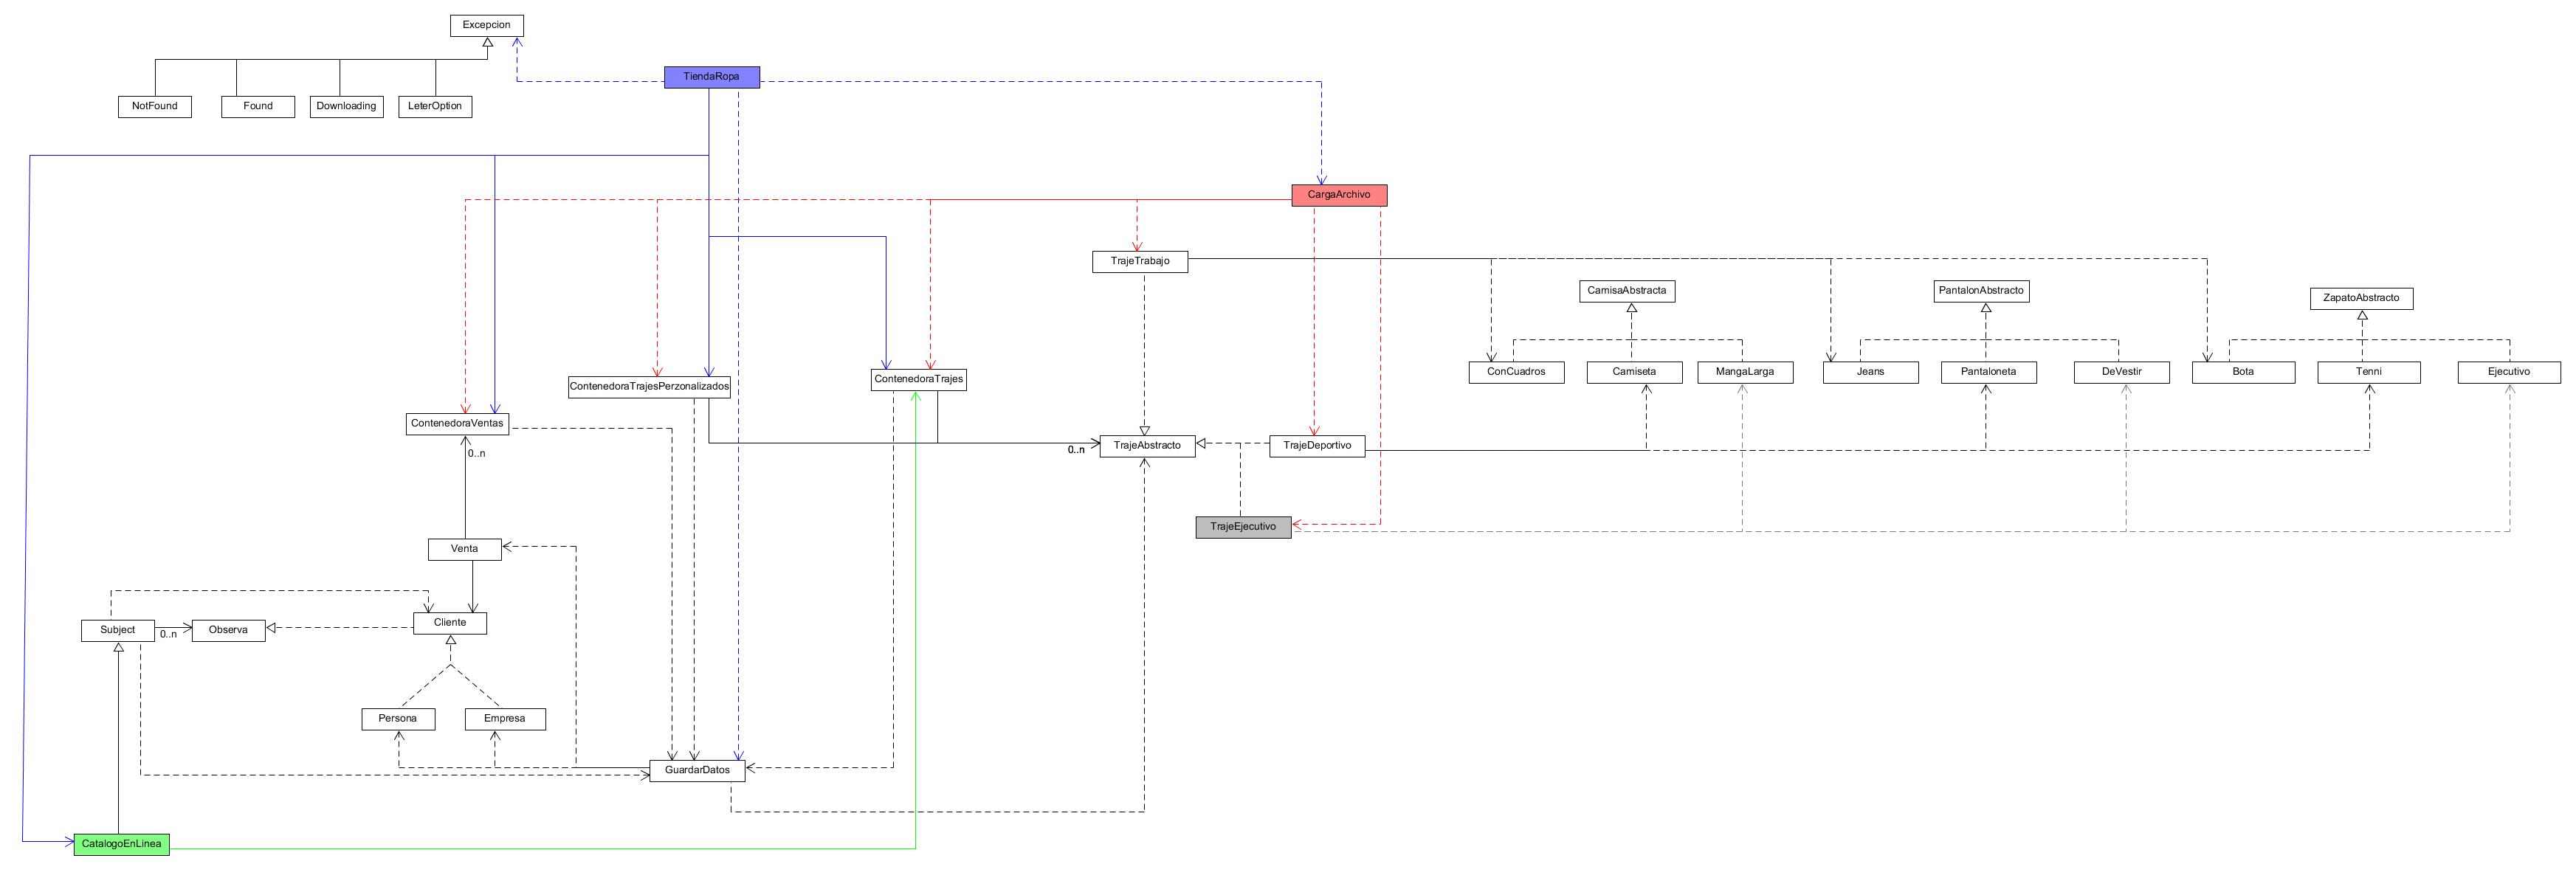 Excepcion
TiendaRopa
NotFound
Found
Downloading
LeterOption
CargaArchivo
TrajeTrabajo
CamisaAbstracta
PantalonAbstracto
ZapatoAbstracto
ContenedoraTrajesPerzonalizados
ContenedoraTrajes
ConCuadros
Camiseta
MangaLarga
Jeans
Pantaloneta
DeVestir
Bota
Tenni
Ejecutivo
ContenedoraVentas
0..n
0..n
TrajeAbstracto
TrajeDeportivo
TrajeEjecutivo
Venta
Subject
0..n
Observa
Cliente
Persona
Empresa
GuardarDatos
CatalogoEnLinea